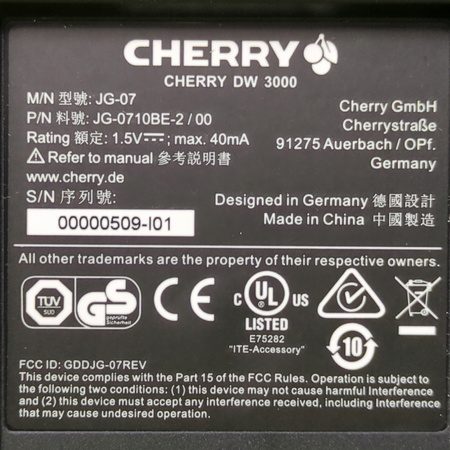 CHERRY
CHERRY DW 3000
M/N 型號: JG-07
P/N 料號: JG-0710BE-2 / 00
Rating 額定: 1.5V⎓; max. 40mA
⚠ Refer to manual 參考說明書
www.cherry.de
S/N 序列號:
00000509-I01
Cherry GmbH
Cherrystraße
91275 Auerbach / OPf.
Germany
Designed in Germany 德國設計
Made in China 中國製造
All other trademarks are the property of their respective owners.
TÜV
SÜD
GS
geprüfte
Sicherheit
CE
C UL US
LISTED
E75282
"ITE-Accessory"
10
FCC ID: GDDJG-07REV
This device complies with the Part 15 of the FCC Rules. Operation is subject to
the following two conditions: (1) this device may not cause harmful Interference
and (2) this device must accept any interference received, including Interference
that may cause undesired operation.